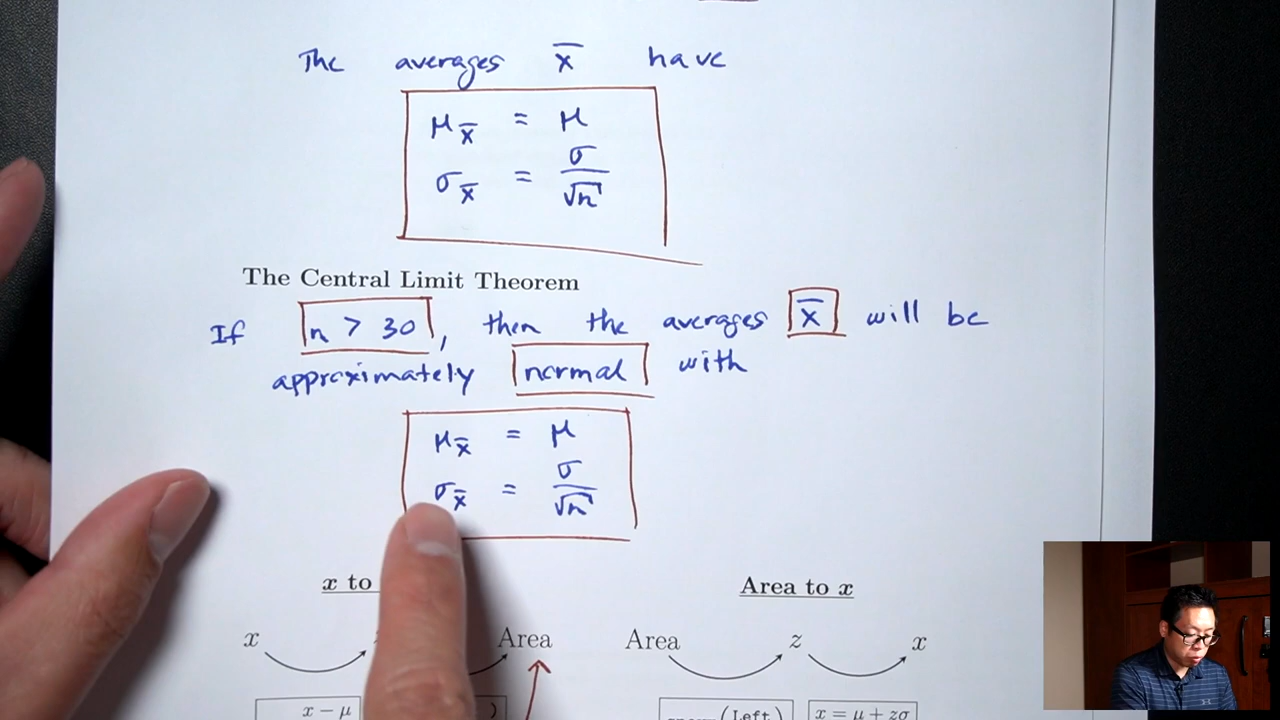 The averages x̄ have
μx̄ = μ
σx̄ = σ/√n
The Central Limit Theorem
If n > 30, then the averages x̄ will be
approximately normal with
μx̄ = μ
σx̄ = σ/√n
x to
Area to x
x Area
Area z x
x − μ )
(Left) x = μ + zσ